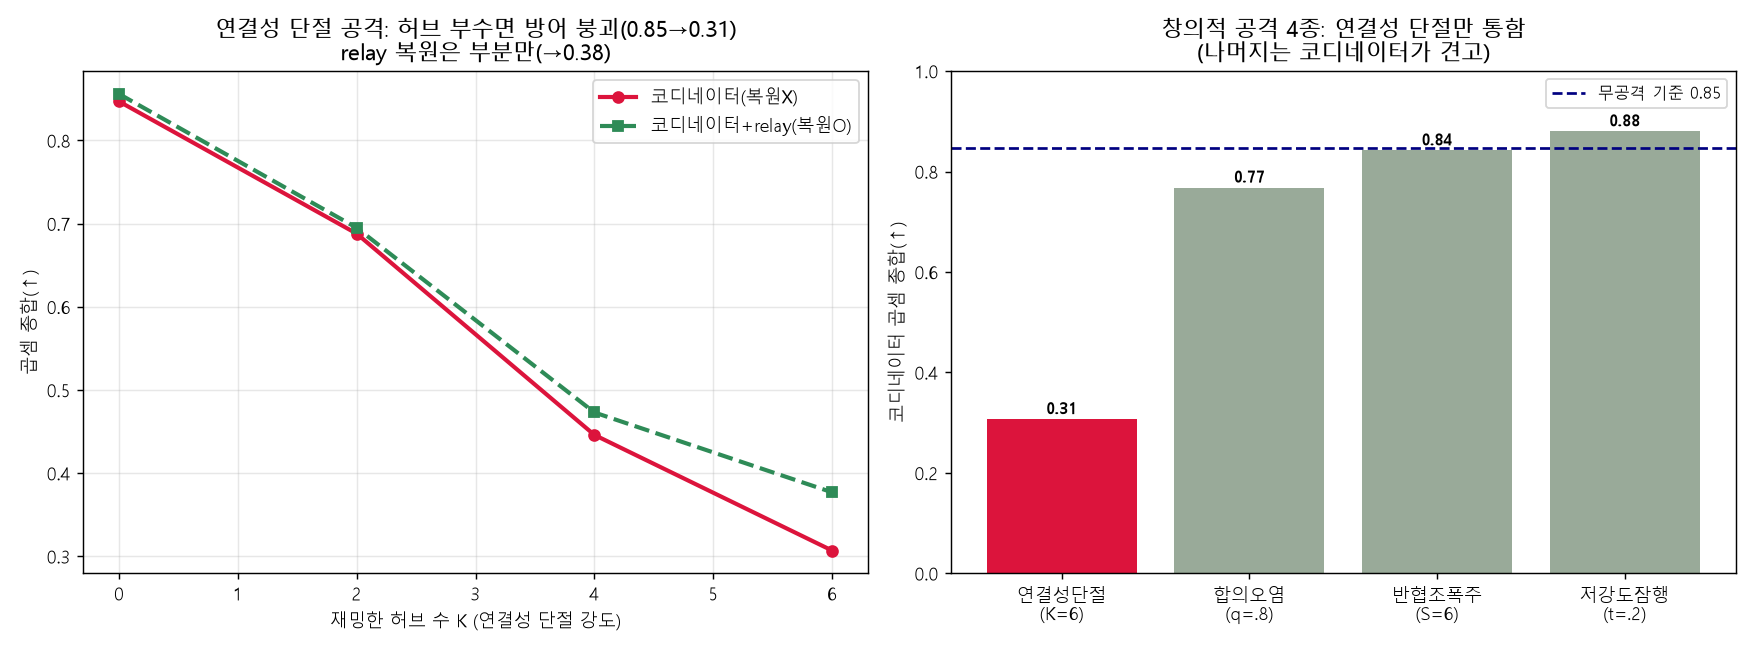 연결성 단절 공격: 허브 부수면 방어 붕괴(0.85→0.31)
relay 복원은 부분만(→0.38)
코디네이터(복원X)
코디네이터+relay(복원O)
곱셈 종합(↑)
0.8
0.7
0.6
0.5
0.4
0.3
0
1
2
3
4
5
6
재밍한 허브 수 K (연결성 단절 강도)
창의적 공격 4종: 연결성 단절만 통함
(나머지는 코디네이터가 견고)
무공격 기준 0.85
코디네이터 곱셈 종합(↑)
1.0
0.8
0.6
0.4
0.2
0.0
0.31
0.77
0.84
0.88
연결성단절
(K=6)
합의오염
(q=.8)
반협조폭주
(S=6)
저강도잠행
(t=.2)